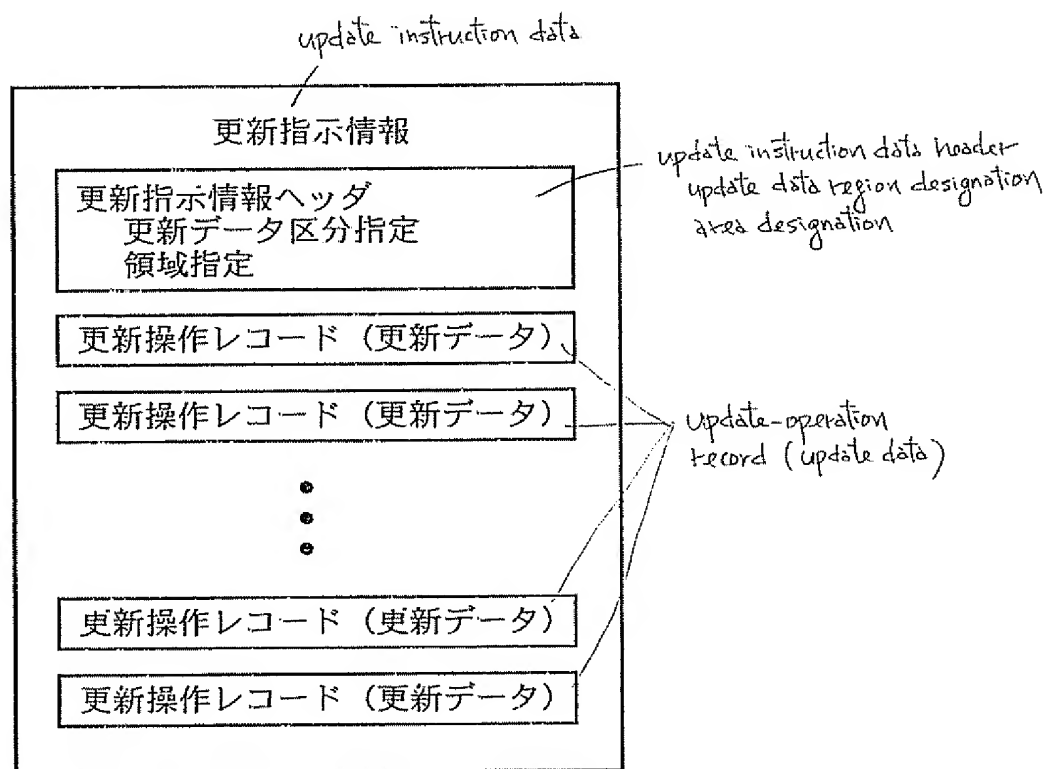 update instruction data
更新指示情報
更新指示情報ヘッダ
更新データ区分指定
領域指定
update instruction data header
update data region designation
area designation
更新操作レコード（更新データ）
更新操作レコード（更新データ）
update-operation
record (update data)
更新操作レコード（更新データ）
更新操作レコード（更新データ）